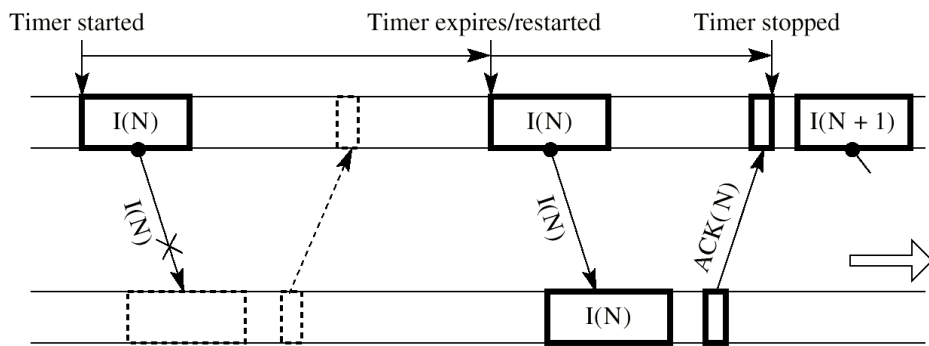 Timer started Timer expires/restarted Timer stopped
I(N) I(N) I(N + 1)
I(N) I(N) ACK(N)
I(N)